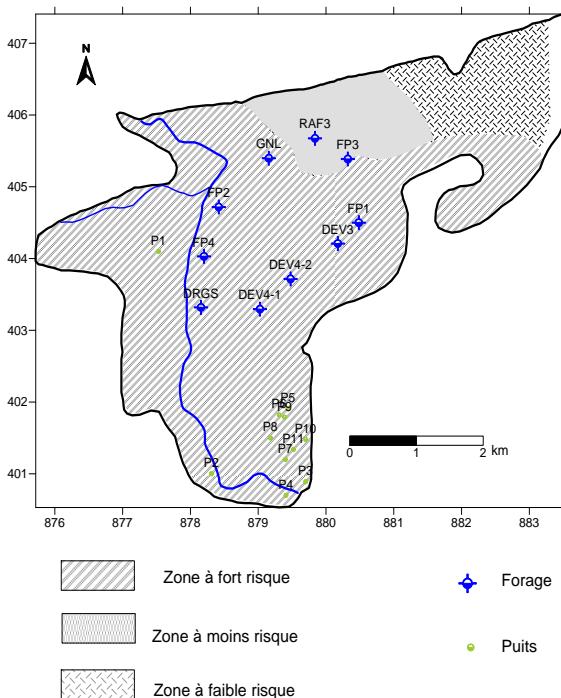 407
N
406
RAF3
GNL
FP3
405
FP2
FP1
P1
FP4
DEV3
404
DEV4-2
DRGS
DEV4-1
403
402
P5
P6
P9
P8
P10
P11
P7
P2
P3
P4
401
0 1 2 km
876 877 878 879 880 881 882 883
Zone à fort risque
Forage
Zone à moins risque
Puits
Zone à faible risque